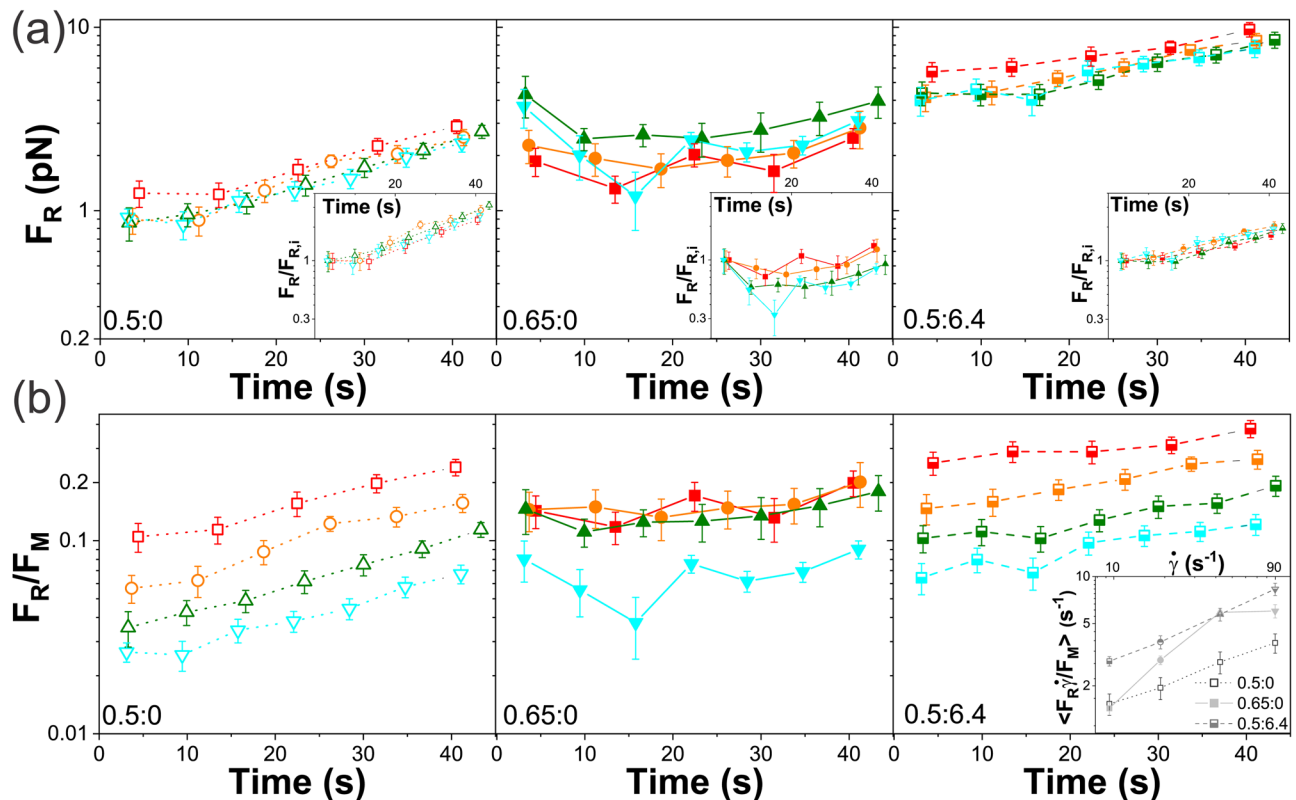 (a)
F_R (pN)
10
1
0.2
0.5:0
0.65:0
0.5:6.4
20 40
Time (s)
F_R/F_R,i
1
0.3
20 40
Time (s)
F_R/F_R,i
1
0.3
20 40
Time (s)
F_R/F_R,i
1
0.3
0 10 20 30 40
0 10 20 30 40
0 10 20 30 40
Time (s)
Time (s)
Time (s)
(b)
F_R/F_M
0.2
0.1
0.01
0.5:0
0.65:0
0.5:6.4
10 γ̇ (s⁻¹) 90
<F_Rγ̇/F_M> (s⁻¹)
10
5
2
0.5:0
0.65:0
0.5:6.4
0 10 20 30 40
0 10 20 30 40
0 10 20 30 40
Time (s)
Time (s)
Time (s)